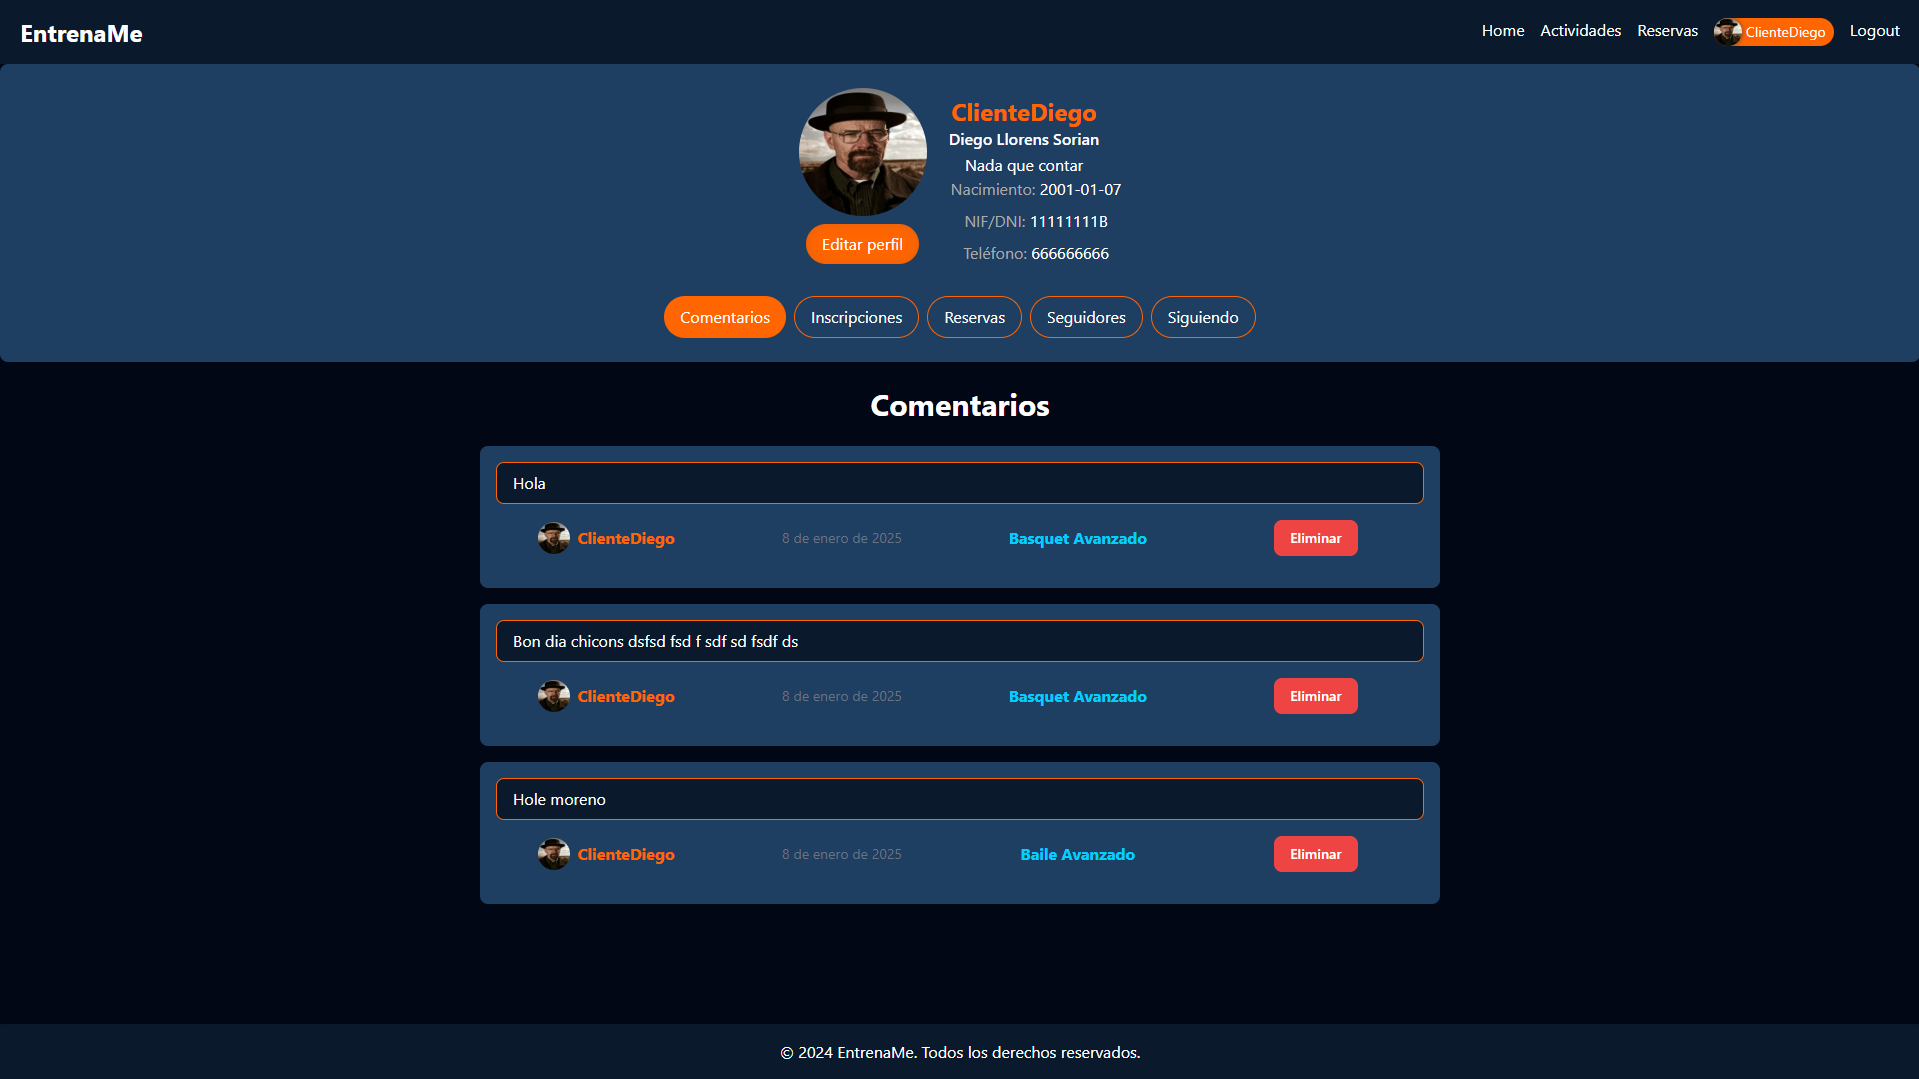 EntrenaMe
Home Actividades Reservas ClienteDiego Logout
ClienteDiego
Diego Llorens Sorian
Nada que contar
Nacimiento: 2001-01-07
NIF/DNI: 11111111B
Teléfono: 666666666
Editar perfil
Comentarios Inscripciones Reservas Seguidores Siguiendo
Comentarios
Hola
ClienteDiego 8 de enero de 2025 Basquet Avanzado Eliminar
Bon dia chicons dsfsd fsd f sdf sd fsdf ds
ClienteDiego 8 de enero de 2025 Basquet Avanzado Eliminar
Hole moreno
ClienteDiego 8 de enero de 2025 Baile Avanzado Eliminar
© 2024 EntrenaMe. Todos los derechos reservados.